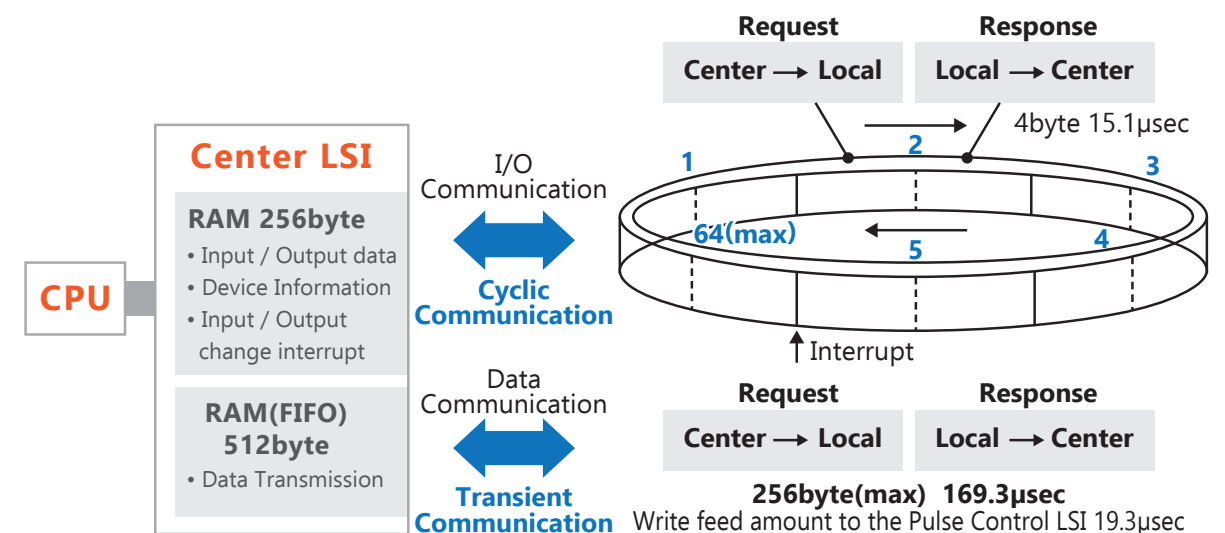 CPU
Center LSI
RAM 256byte
• Input / Output data
• Device Information
• Input / Output
change interrupt
RAM(FIFO)
512byte
• Data Transmission
I/O
Communication
Cyclic
Communication
Data
Communication
Transient
Communication
Request
Center → Local
Response
Local → Center
4byte 15.1μsec
1
2
3
64(max)
5
4
Interrupt
Request
Center → Local
Response
Local → Center
256byte(max) 169.3μsec
Write feed amount to the Pulse Control LSI 19.3μsec